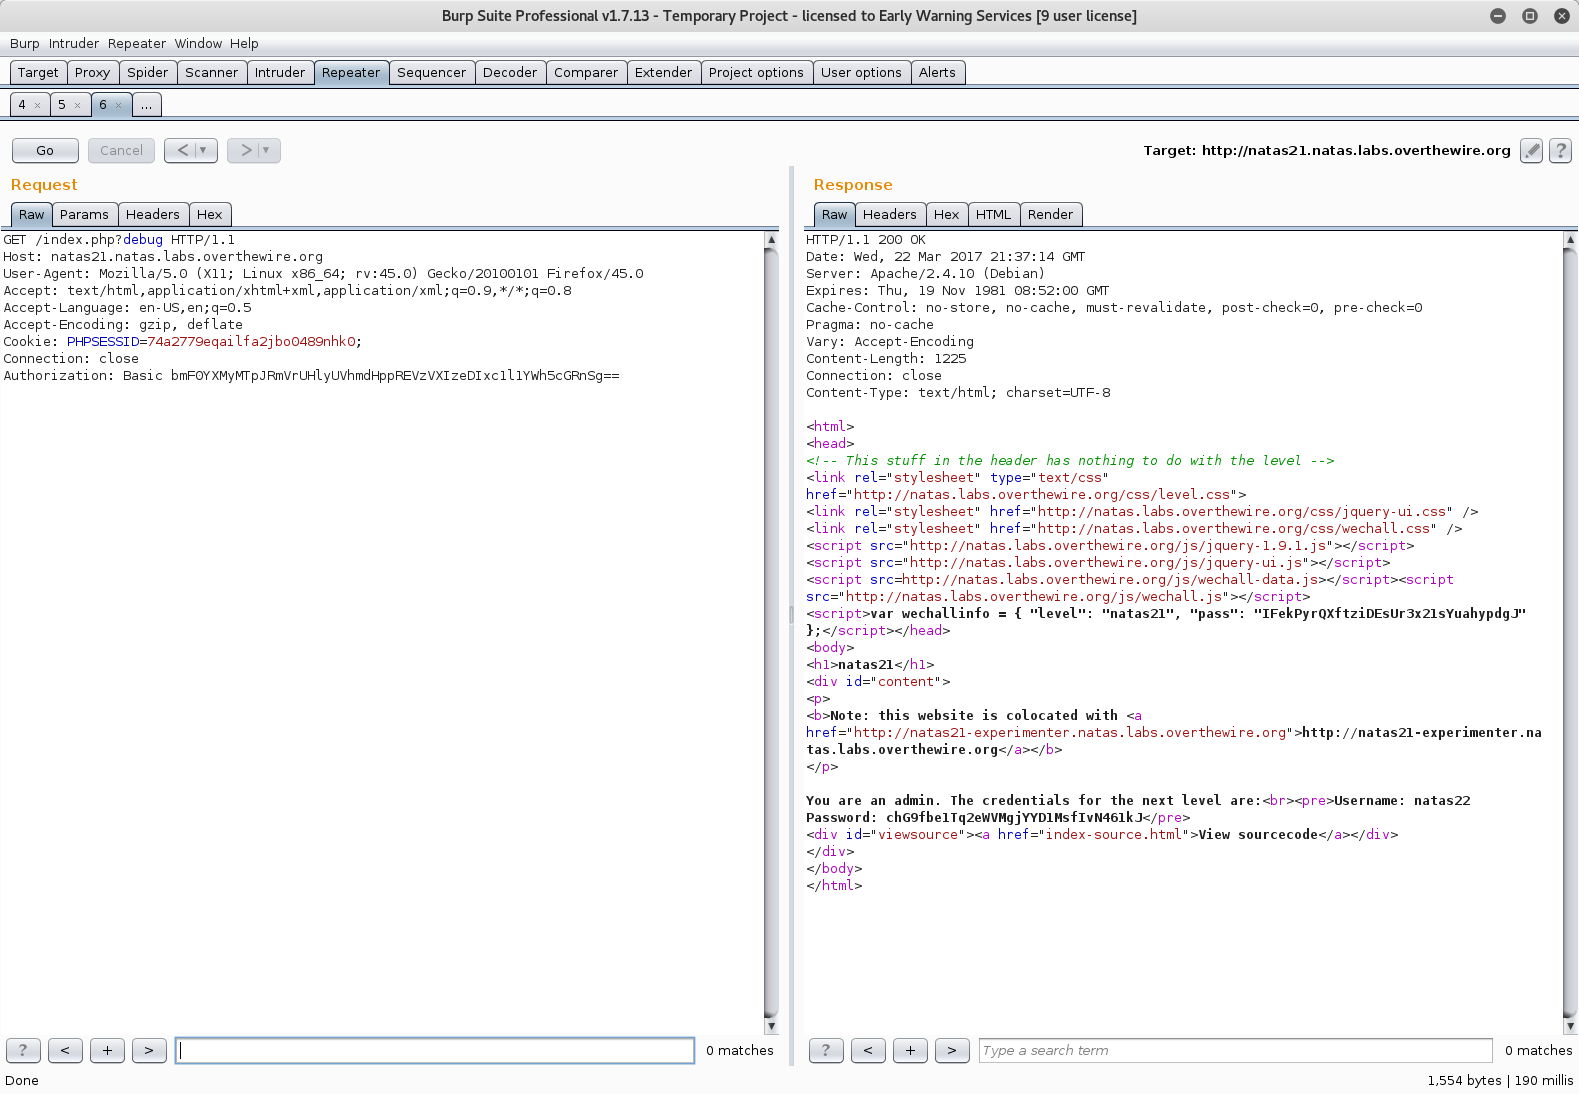 Burp Suite Professional v1.7.13 - Temporary Project - licensed to Early Warning Services [9 user license]
Burp Intruder Repeater Window Help
Target Proxy Spider Scanner Intruder Repeater Sequencer Decoder Comparer Extender Project options User options Alerts
4 × 5 × 6 × ...
Go Cancel < ▼ > ▼ Target: http://natas21.natas.labs.overthewire.org ?
Request
Raw Params Headers Hex
GET /index.php?debug HTTP/1.1
Host: natas21.natas.labs.overthewire.org
User-Agent: Mozilla/5.0 (X11; Linux x86_64; rv:45.0) Gecko/20100101 Firefox/45.0
Accept: text/html,application/xhtml+xml,application/xml;q=0.9,*/*;q=0.8
Accept-Language: en-US,en;q=0.5
Accept-Encoding: gzip, deflate
Cookie: PHPSESSID=74a2779eqailfa2jbo0489nhk0;
Connection: close
Authorization: Basic bmF0YXMyMTpJRmVrUHlyUVhmdHppREVzVXIzeDIxc1l1YWh5cGRnSg==
? < + > 0 matches
Response
Raw Headers Hex HTML Render
HTTP/1.1 200 OK
Date: Wed, 22 Mar 2017 21:37:14 GMT
Server: Apache/2.4.10 (Debian)
Expires: Thu, 19 Nov 1981 08:52:00 GMT
Cache-Control: no-store, no-cache, must-revalidate, post-check=0, pre-check=0
Pragma: no-cache
Vary: Accept-Encoding
Content-Length: 1225
Connection: close
Content-Type: text/html; charset=UTF-8
<html>
<head>
<!-- This stuff in the header has nothing to do with the level -->
<link rel="stylesheet" type="text/css"
href="http://natas.labs.overthewire.org/css/level.css">
<link rel="stylesheet" href="http://natas.labs.overthewire.org/css/jquery-ui.css" />
<link rel="stylesheet" href="http://natas.labs.overthewire.org/css/wechall.css" />
<script src="http://natas.labs.overthewire.org/js/jquery-1.9.1.js"></script>
<script src="http://natas.labs.overthewire.org/js/jquery-ui.js"></script>
<script src=http://natas.labs.overthewire.org/js/wechall-data.js></script><script
src="http://natas.labs.overthewire.org/js/wechall.js"></script>
<script>var wechallinfo = { "level": "natas21", "pass": "IFekPyrQXftziDEsUr3x21sYuahypdgJ"
};</script></head>
<body>
<h1>natas21</h1>
<div id="content">
<p>
<b>Note: this website is colocated with <a
href="http://natas21-experimenter.natas.labs.overthewire.org">http://natas21-experimenter.na
tas.labs.overthewire.org</a></b>
</p>
You are an admin. The credentials for the next level are:<br><pre>Username: natas22
Password: chG9fbe1Tq2eWVMgjYYD1MsfIvN461kJ</pre>
<div id="viewsource"><a href="index-source.html">View sourcecode</a></div>
</div>
</body>
</html>
? < + > Type a search term 0 matches
Done 1,554 bytes | 190 millis